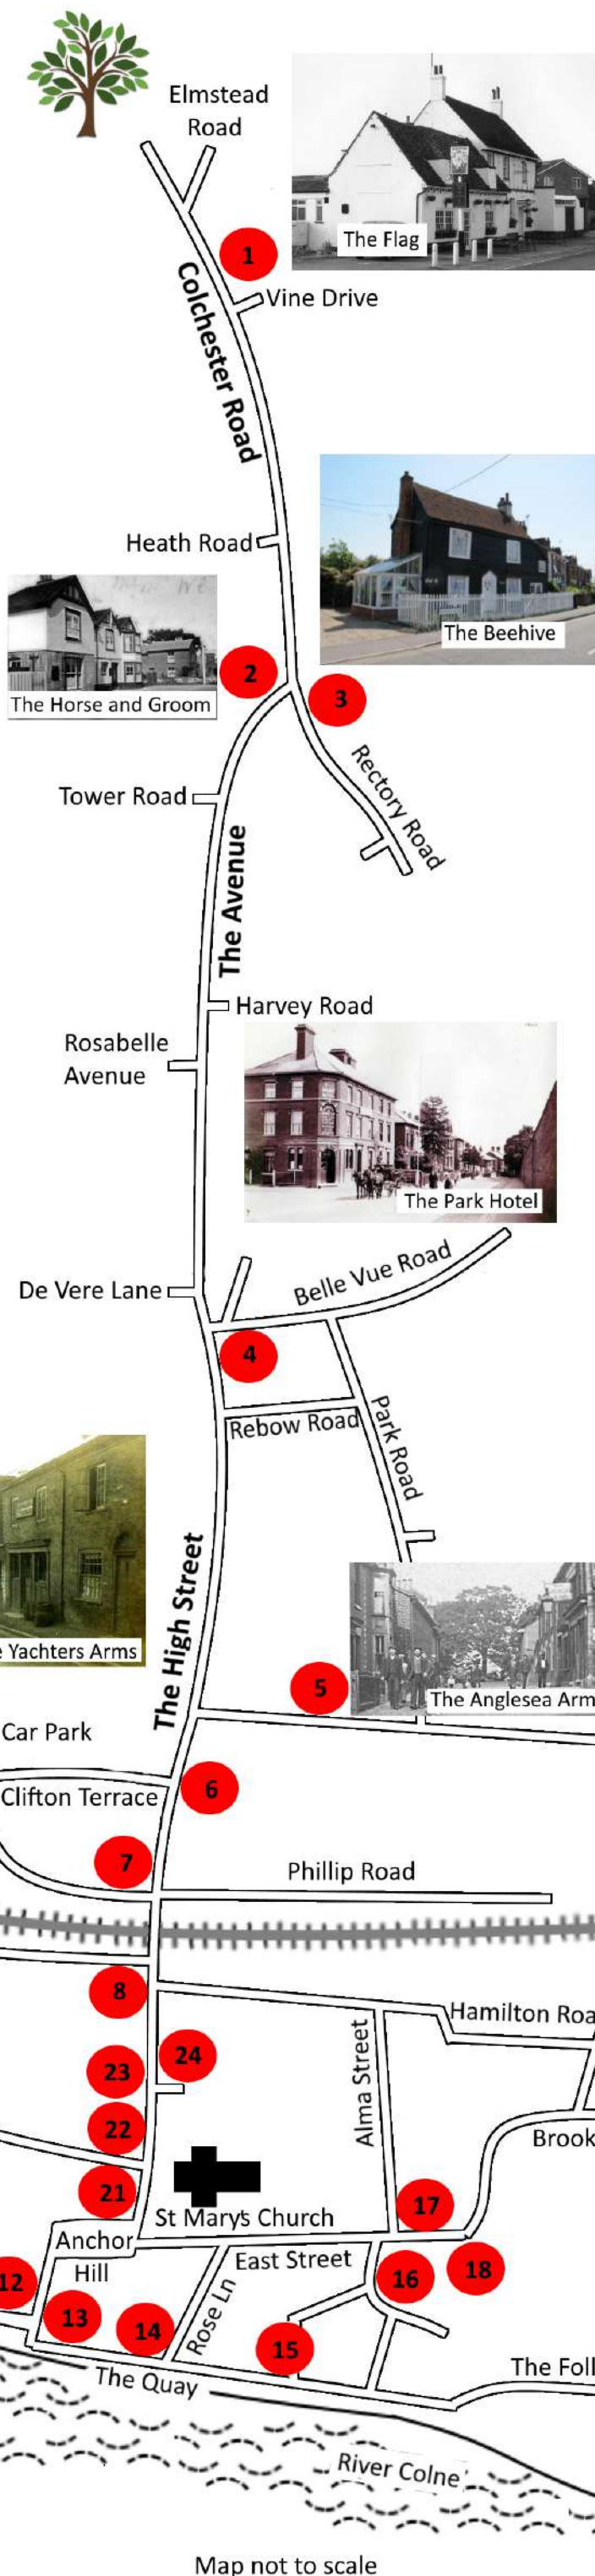 Elmstead
Road
The Flag
1
Vine Drive
Colchester Road
Heath Road
The Beehive
2
The Horse and Groom
3
Rectory Road
Tower Road
The Avenue
Harvey Road
Rosabelle
Avenue
The Park Hotel
De Vere Lane
Belle Vue Road
4
Rebow Road
Park Road
The High Street
e Yachters Arms
5
The Anglesea Arm
Car Park
6
Clifton Terrace
7
Phillip Road
8
Hamilton Roa
24
23
Alma Street
22
Brook
21
17
St Mary's Church
Anchor
Hill
East Street
18
12
16
13
14
Rose Ln
15
The Foll
The Quay
River Colne
Map not to scale